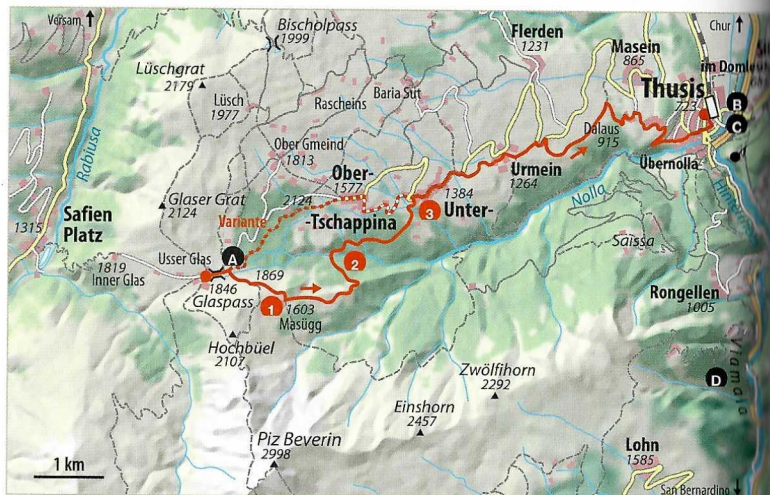 Versam
Bischolpass
1999
Flerden
1231
Chur
Masein
865
im Domles
Lüschgrat
2179
Thusis
723
B
C
Lüsch
1977
Rascheins
Baria Sut
Dalaus
915
Ober Gmeind
1813
Übernolla
Rabiusa
Ober-
1577
Urmein
1264
Glaser Grat
2124
2124
1384
3
Unter-
Nolla
Hinterrhein
Variante
-Tschappina
Safien
Platz
1315
Saissa
Usser Glas
A
2
1819
Inner Glas
1869
1846
Glaspass
1
1603
Masügg
Rongellen
1005
Hochbüel
2107
Viamala
Zwölfihorn
2292
D
Einshorn
2457
Piz Beverin
2998
Lohn
1585
1 km
San Bernardino